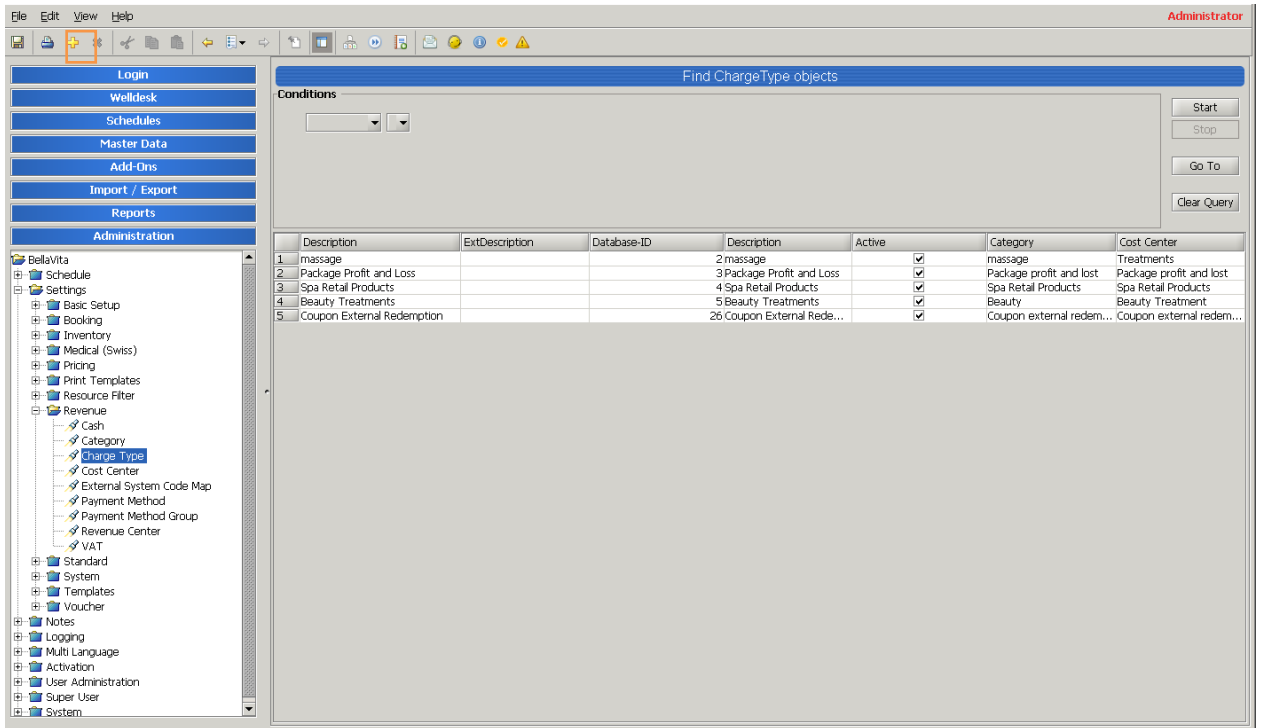 File Edit View Help Administrator
Login
Welldesk
Schedules
Master Data
Add-Ons
Import / Export
Reports
Administration
BellaVita
Schedule
Settings
Basic Setup
Booking
Inventory
Medical (Swiss)
Pricing
Print Templates
Resource Filter
Revenue
Cash
Category
Charge Type
Cost Center
External System Code Map
Payment Method
Payment Method Group
Revenue Center
VAT
Standard
System
Templates
Voucher
Notes
Logging
Multi Language
Activation
User Administration
Super User
System
Find ChargeType objects
Conditions
Start
Stop
Go To
Clear Query
Description ExtDescription Database-ID Description Active Category Cost Center
1 massage 2 massage massage Treatments
2 Package Profit and Loss 3 Package Profit and Loss Package profit and lost Package profit and lost
3 Spa Retail Products 4 Spa Retail Products Spa Retail Products Spa Retail Products
4 Beauty Treatments 5 Beauty Treatments Beauty Beauty Treatment
5 Coupon External Redemption 26 Coupon External Rede... Coupon external redem... Coupon external redem...